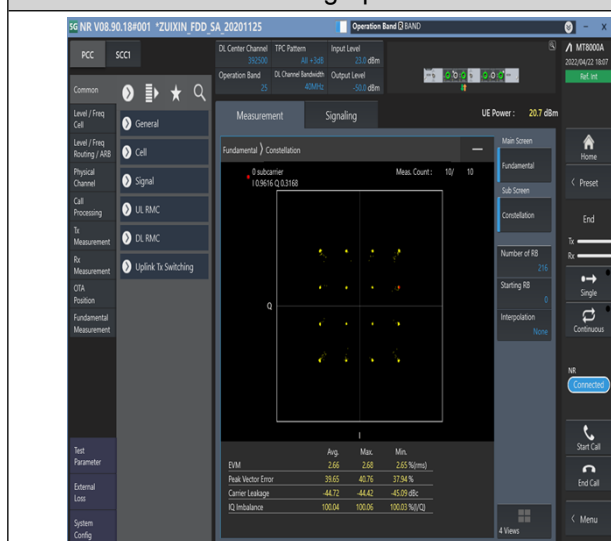 5G NR V08.90.18#001 *ZUIXIN_FDD_SA_20201125
Operation Band BAND
PCC
SCC1
DL Center Channel
TPC Pattern
Input Level
392500
All +3dB
23.0 dBm
Operation Band
DL Channel Bandwidth
Output Level
25
40MHz
-50.0 dBm
MT8000A
2022/04/22 18:07
Ref. Int
Common
Level / Freq
Cell
Level / Freq
Routing / ARB
Physical
Channel
Call
Processing
Tx
Measurement
Rx
Measurement
OTA
Position
Fundamental
Measurement
Test
Parameter
External
Loss
System
Config
General
Cell
Signal
UL RMC
DL RMC
Uplink Tx Switching
Measurement
Signaling
UE Power : 20.7 dBm
Fundamental > Constellation
0 subcarrier
I 0.9616 Q 0.3168
Meas. Count : 10/ 10
Q
I
Avg. Max. Min.
EVM 2.66 2.68 2.65 %(rms)
Peak Vector Error 39.65 40.76 37.94 %
Carrier Leakage -44.72 -44.42 -45.09 dBc
IQ Imbalance 100.04 100.06 100.03 %(I/Q)
Main Screen
Fundamental
Sub Screen
Constellation
Number of RB
216
Starting RB
0
Interpolation
None
4 Views
Home
Preset
End
Tx
Rx
Single
Continuous
NR
Connected
Start Call
End Call
Menu